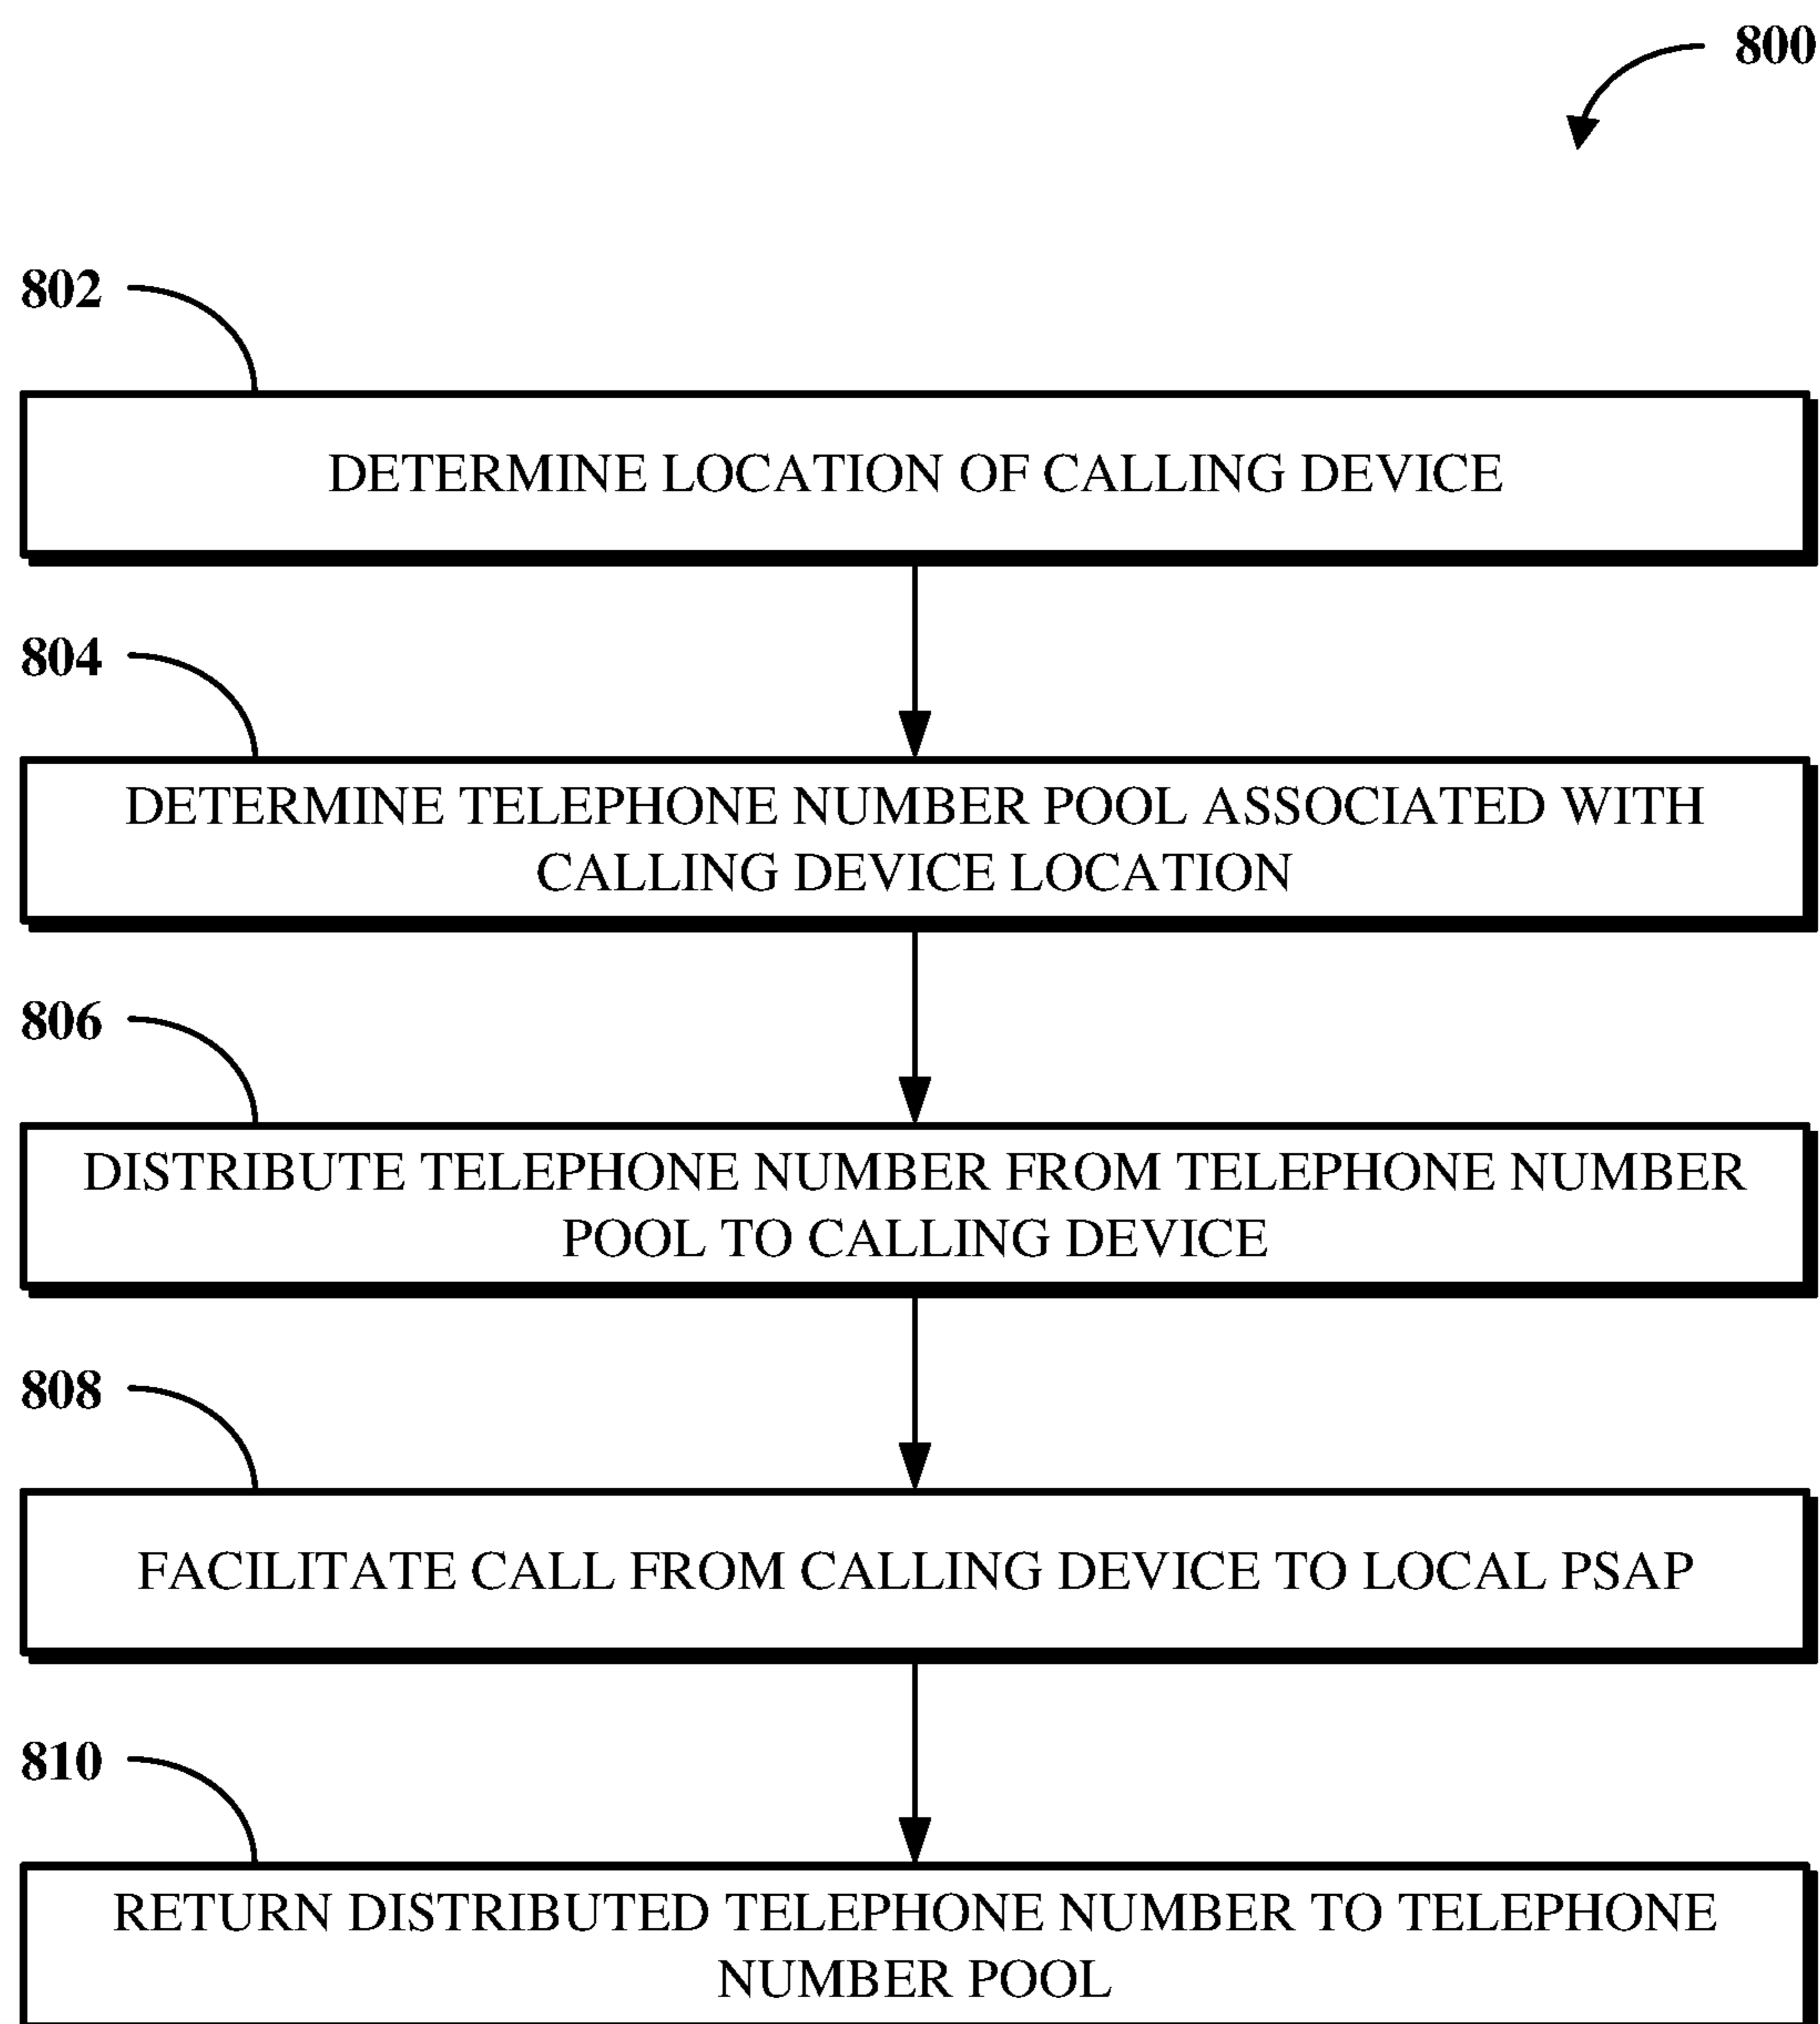 800
802
DETERMINE LOCATION OF CALLING DEVICE
804
DETERMINE TELEPHONE NUMBER POOL ASSOCIATED WITH
CALLING DEVICE LOCATION
806
DISTRIBUTE TELEPHONE NUMBER FROM TELEPHONE NUMBER
POOL TO CALLING DEVICE
808
FACILITATE CALL FROM CALLING DEVICE TO LOCAL PSAP
810
RETURN DISTRIBUTED TELEPHONE NUMBER TO TELEPHONE
NUMBER POOL